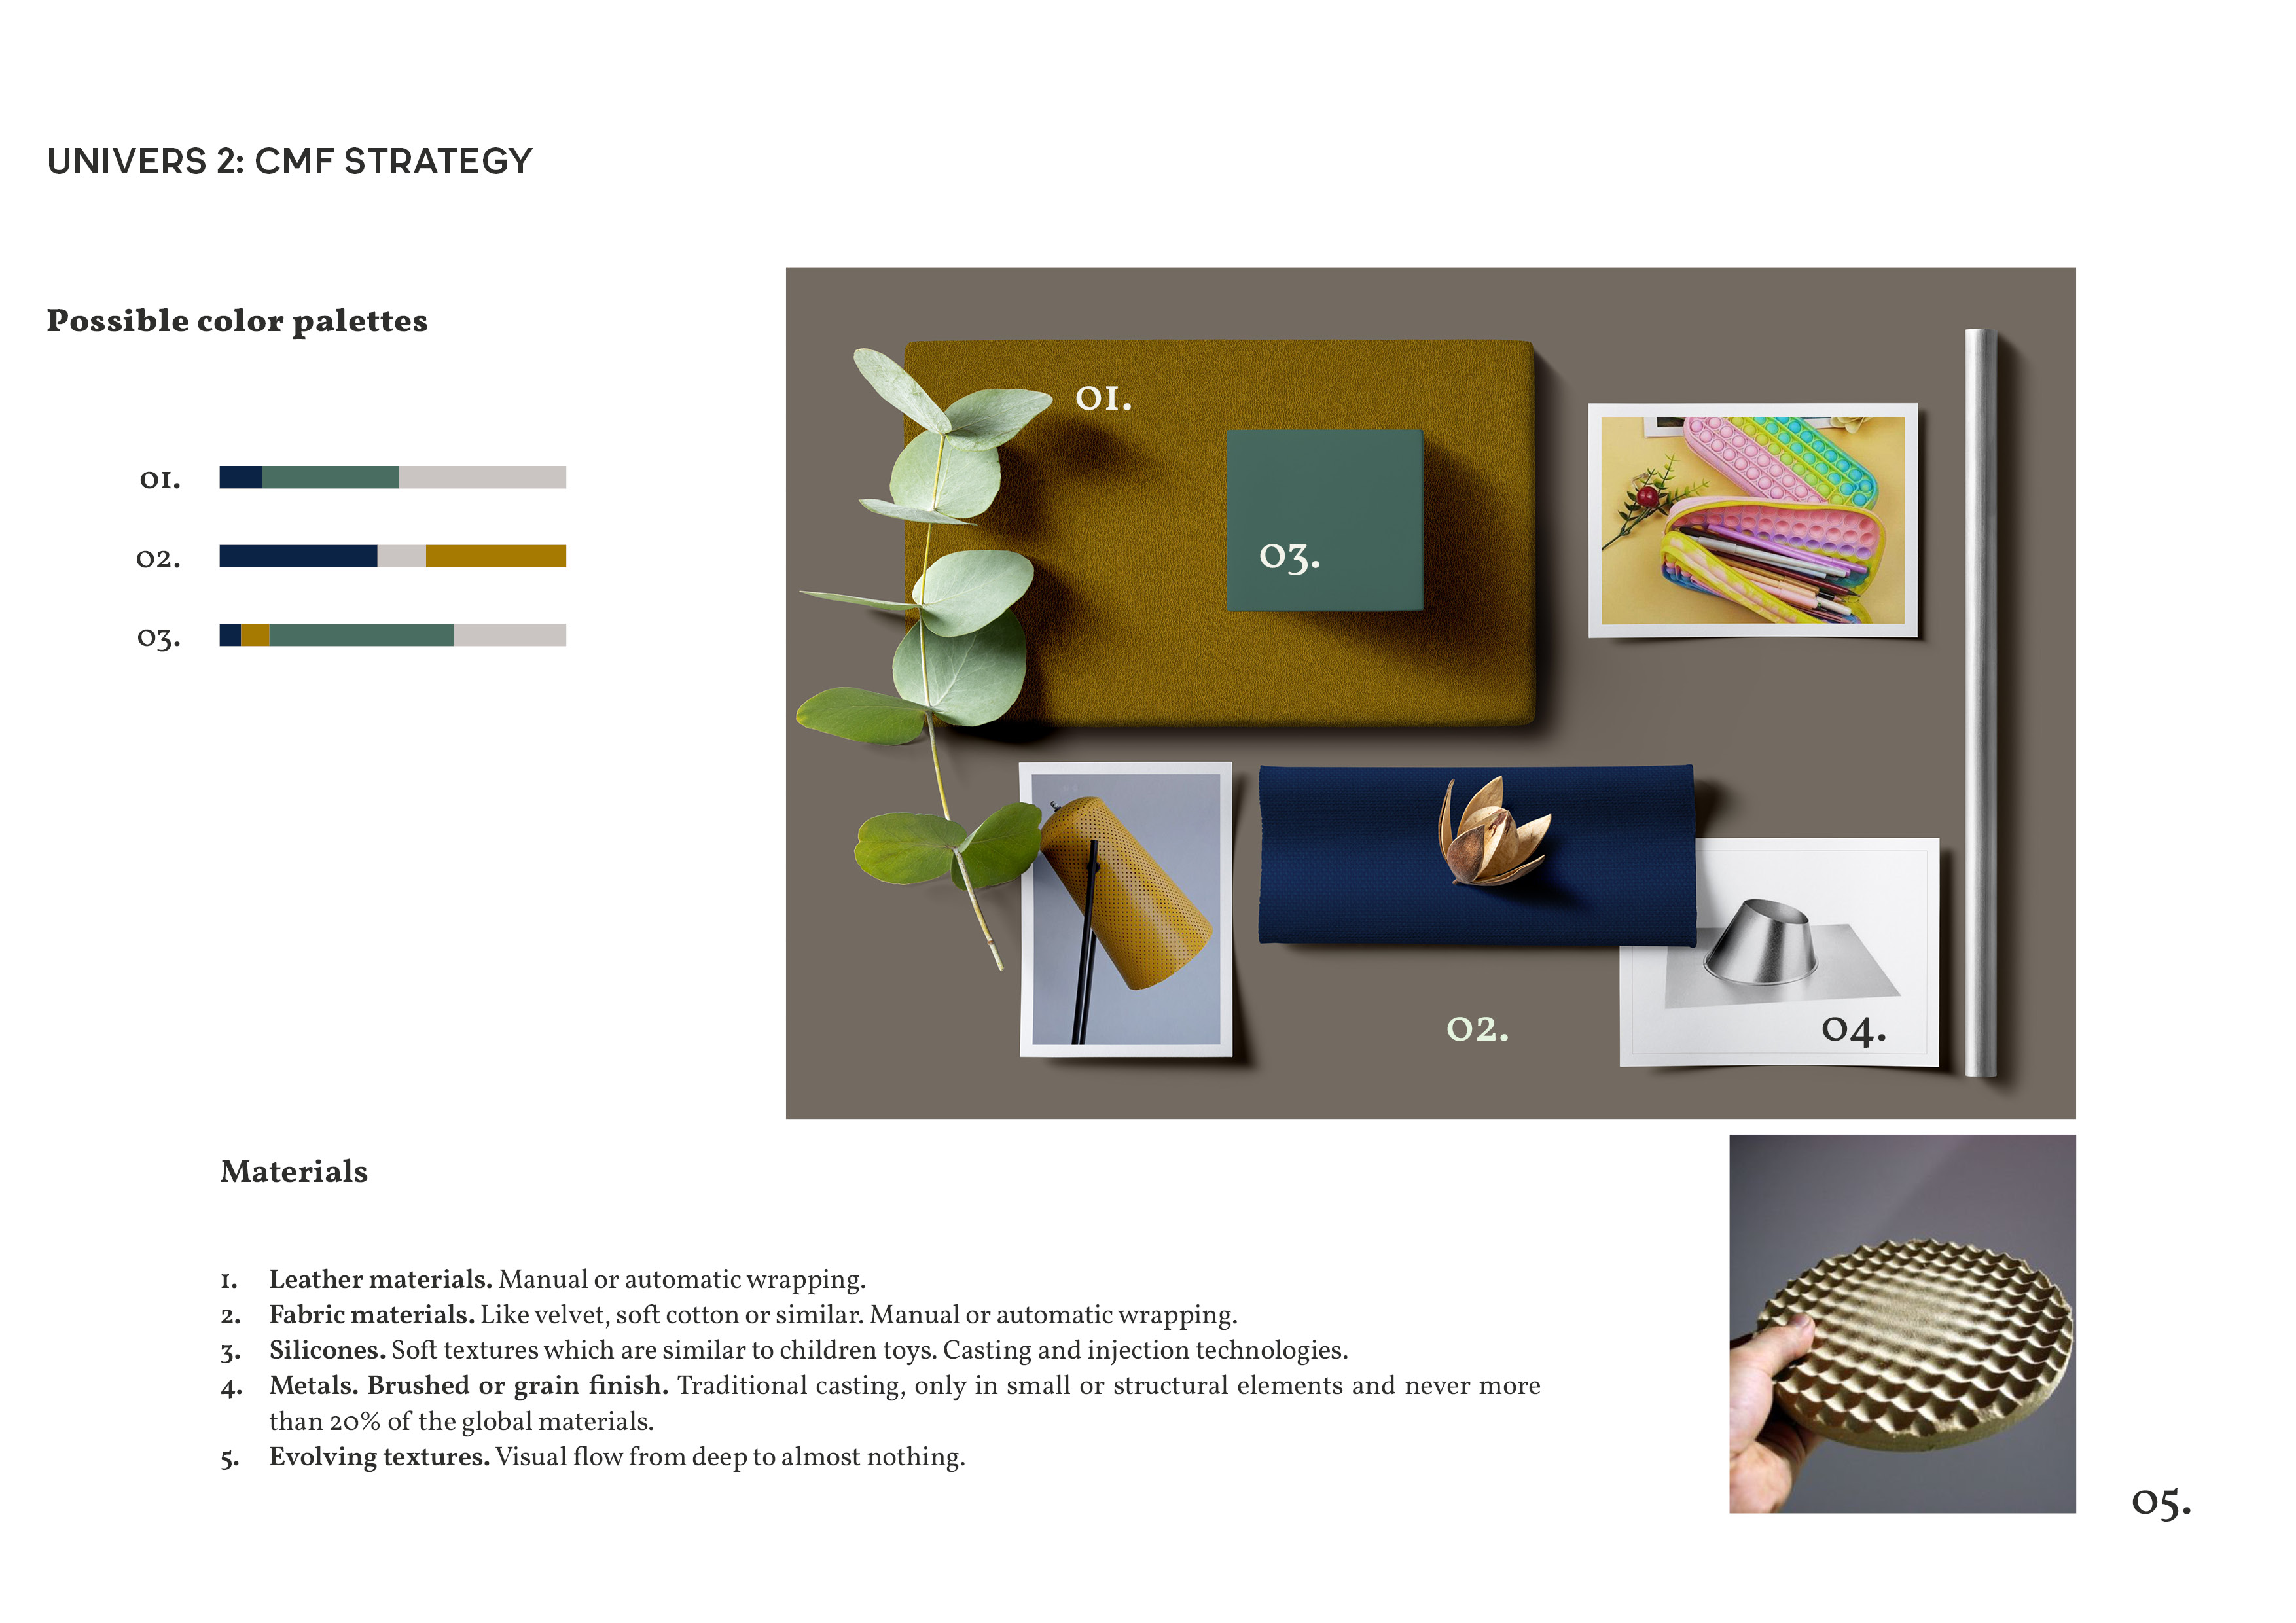 UNIVERS 2: CMF STRATEGY
Possible color palettes
01.
02.
03.
01.
03.
02.
04.
Materials
1. Leather materials. Manual or automatic wrapping.
2. Fabric materials. Like velvet, soft cotton or similar. Manual or automatic wrapping.
3. Silicones. Soft textures which are similar to children toys. Casting and injection technologies.
4. Metals. Brushed or grain finish. Traditional casting, only in small or structural elements and never more
than 20% of the global materials.
5. Evolving textures. Visual flow from deep to almost nothing.
05.